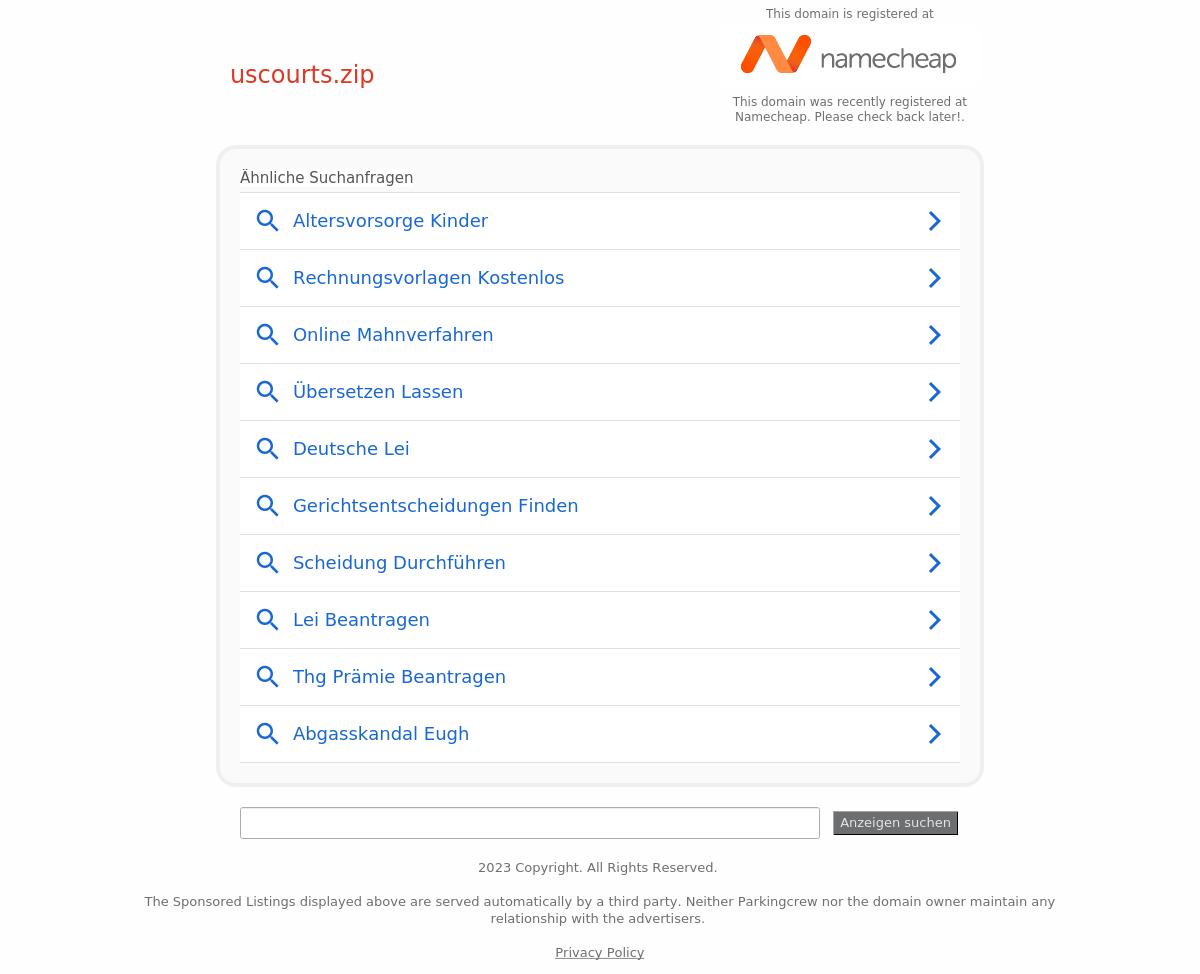 This domain is registered at
uscourts.zip
namecheap
This domain was recently registered at
Namecheap. Please check back later!.
Ähnliche Suchanfragen
Altersvorsorge Kinder
Rechnungsvorlagen Kostenlos
Online Mahnverfahren
Übersetzen Lassen
Deutsche Lei
Gerichtsentscheidungen Finden
Scheidung Durchführen
Lei Beantragen
Thg Prämie Beantragen
Abgasskandal Eugh
Anzeigen suchen
2023 Copyright. All Rights Reserved.
The Sponsored Listings displayed above are served automatically by a third party. Neither Parkingcrew nor the domain owner maintain any
relationship with the advertisers.
Privacy Policy